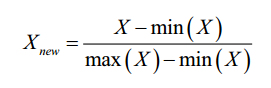 X_new = (X − min(X)) / (max(X) − min(X))